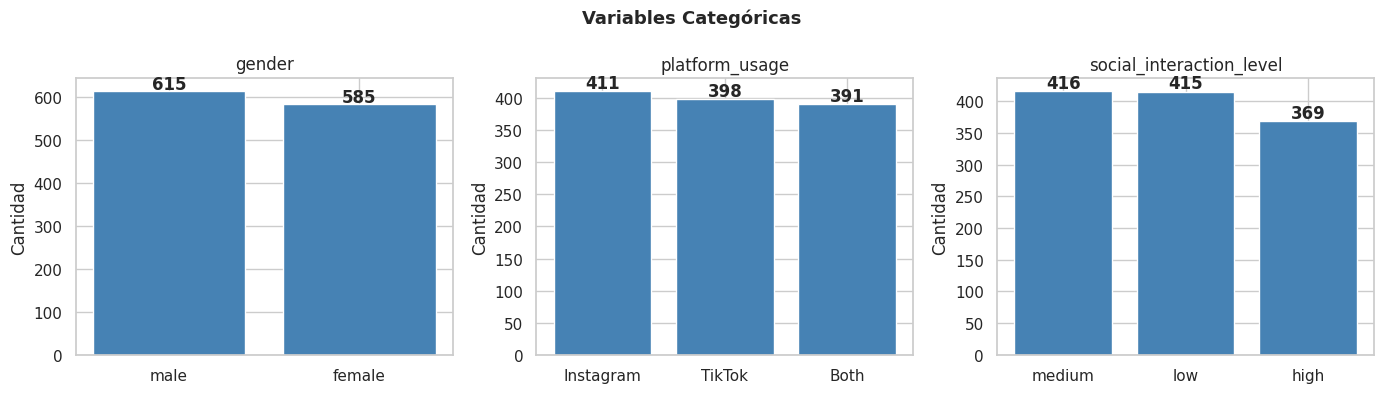 Variables Categóricas
gender
Cantidad
600
500
400
300
200
100
0
615
585
male
female
platform_usage
Cantidad
400
350
300
250
200
150
100
50
0
411
398
391
Instagram
TikTok
Both
social_interaction_level
Cantidad
400
350
300
250
200
150
100
50
0
416
415
369
medium
low
high